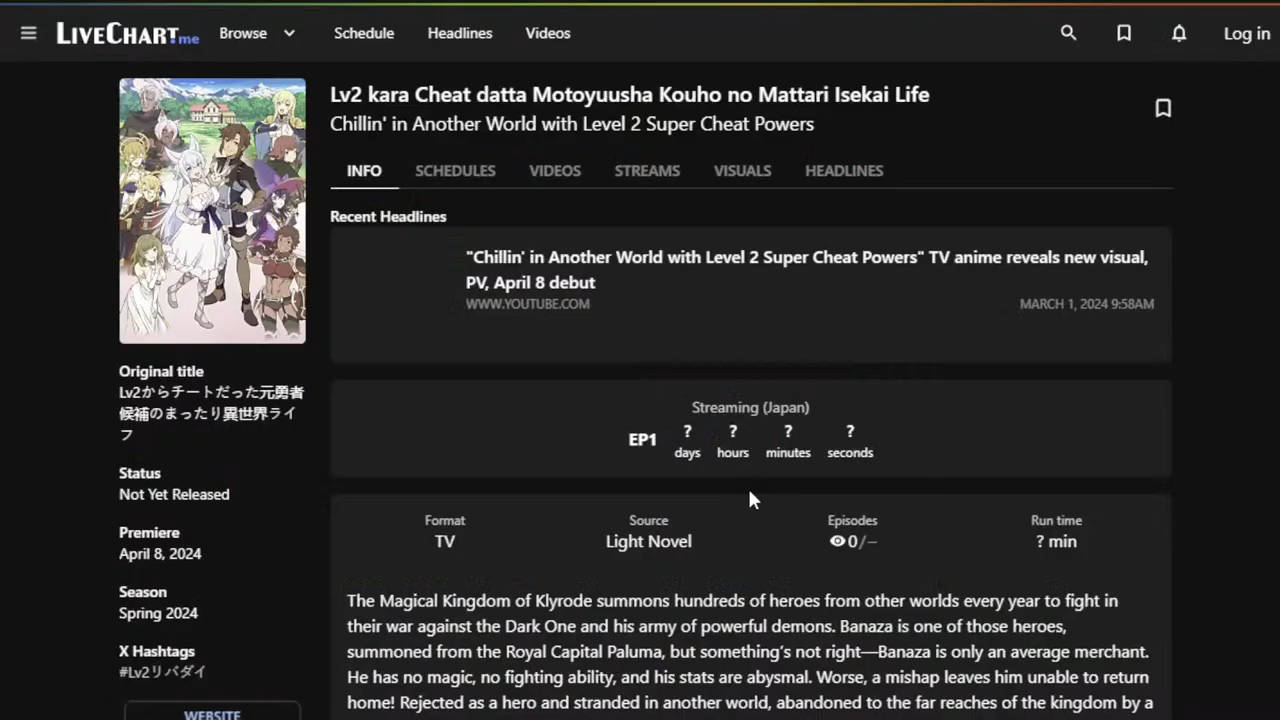 LIVECHART.me
Browse
Schedule
Headlines
Videos
Log in
Lv2 kara Cheat datta Motoyuusha Kouho no Mattari Isekai Life
Chillin' in Another World with Level 2 Super Cheat Powers
INFO
SCHEDULES
VIDEOS
STREAMS
VISUALS
HEADLINES
Recent Headlines
"Chillin' in Another World with Level 2 Super Cheat Powers" TV anime reveals new visual,
PV, April 8 debut
WWW.YOUTUBE.COM
MARCH 1, 2024 9:58AM
Original title
Lv2からチートだった元勇者
候補のまったり異世界ライ
フ
Status
Not Yet Released
Premiere
April 8, 2024
Season
Spring 2024
X Hashtags
#Lv2リバダイ
WEBSITE
Streaming (Japan)
EP1
? ? ? ?
days hours minutes seconds
Format
TV
Source
Light Novel
Episodes
0/–
Run time
? min
The Magical Kingdom of Klyrode summons hundreds of heroes from other worlds every year to fight in
their war against the Dark One and his army of powerful demons. Banaza is one of those heroes,
summoned from the Royal Capital Paluma, but something's not right—Banaza is only an average merchant.
He has no magic, no fighting ability, and his stats are abysmal. Worse, a mishap leaves him unable to return
home! Rejected as a hero and stranded in another world, abandoned to the far reaches of the kingdom by a